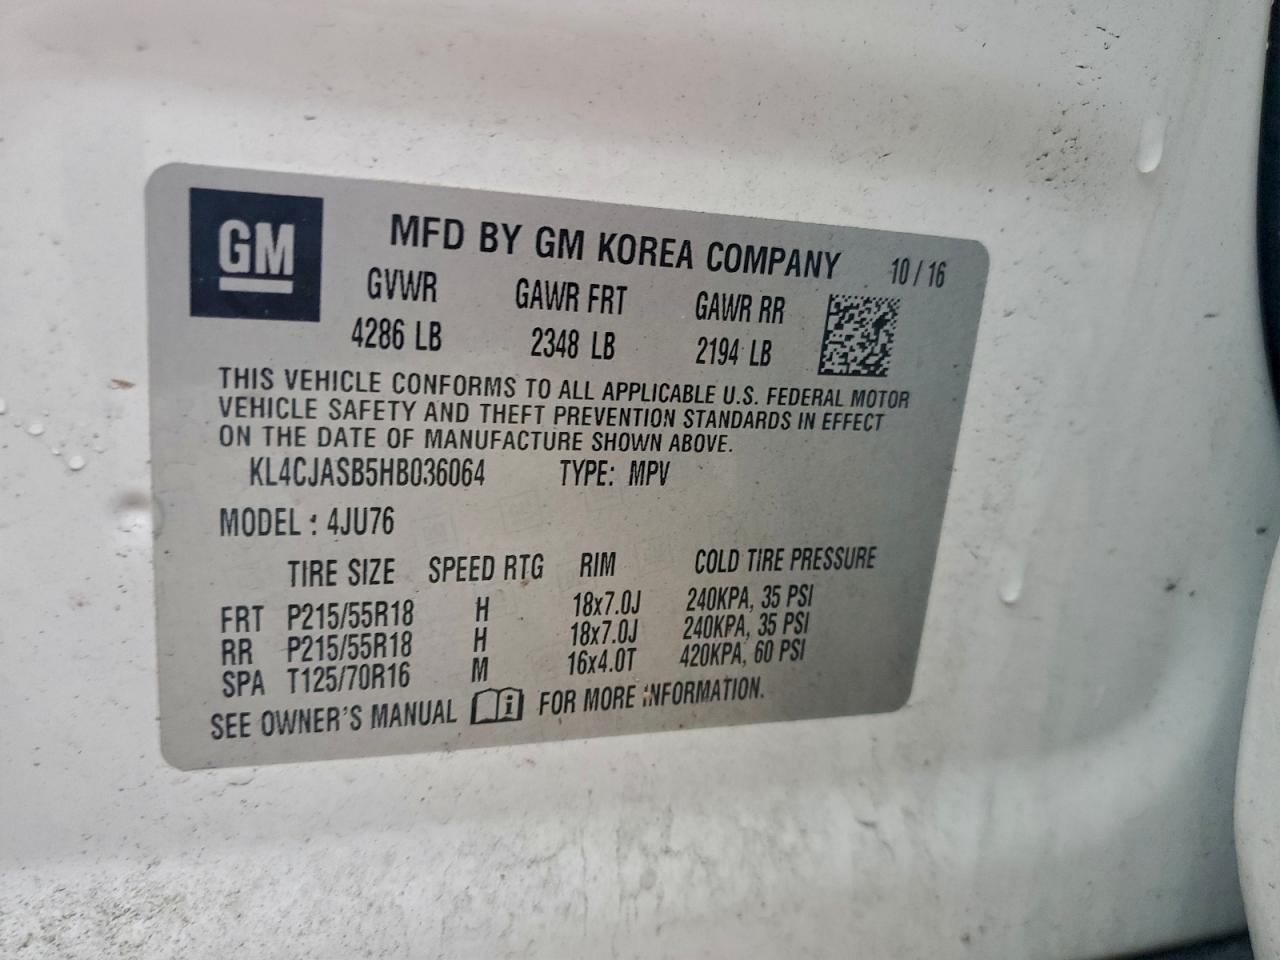 GM
MFD BY GM KOREA COMPANY 10 / 16
GVWR GAWR FRT GAWR RR
4286 LB 2348 LB 2194 LB
THIS VEHICLE CONFORMS TO ALL APPLICABLE U.S. FEDERAL MOTOR
VEHICLE SAFETY AND THEFT PREVENTION STANDARDS IN EFFECT
ON THE DATE OF MANUFACTURE SHOWN ABOVE.
KL4CJASB5HB036064 TYPE: MPV
MODEL : 4JU76
TIRE SIZE SPEED RTG RIM COLD TIRE PRESSURE
FRT P215/55R18 H 18x7.0J 240KPA, 35 PSI
RR P215/55R18 H 18x7.0J 240KPA, 35 PSI
SPA T125/70R16 M 16x4.0T 420KPA, 60 PSI
SEE OWNER'S MANUAL i FOR MORE INFORMATION.